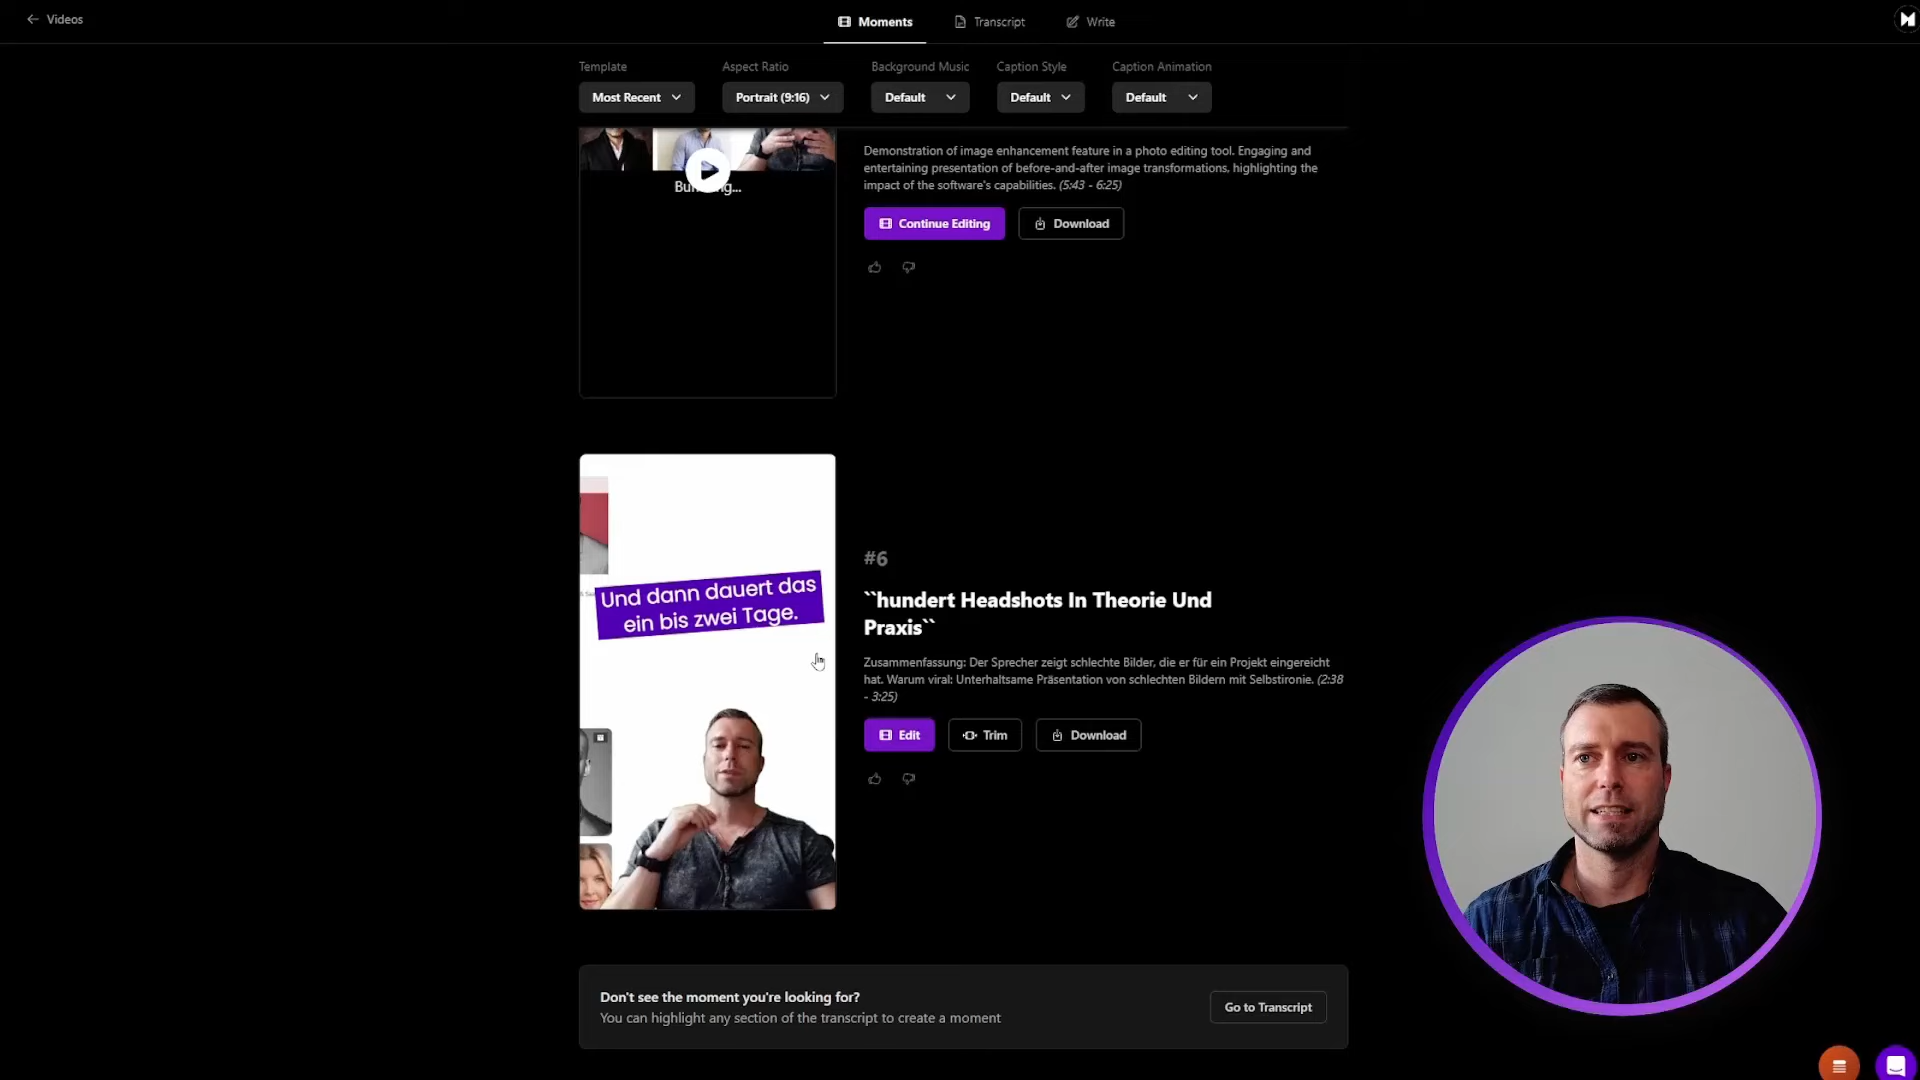 Videos
Moments
Transcript
Write
Template
Aspect Ratio
Background Music
Caption Style
Caption Animation
Most Recent
Portrait (9:16)
Default
Default
Default
Demonstration of image enhancement feature in a photo editing tool. Engaging and
entertaining presentation of before-and-after image transformations, highlighting the
impact of the software's capabilities. (5:43 - 6:25)
Continue Editing
Download
Und dann dauert das
ein bis zwei Tage.
#6
``hundert Headshots In Theorie Und
Praxis``
Zusammenfassung: Der Sprecher zeigt schlechte Bilder, die er für ein Projekt eingereicht
hat. Warum viral: Unterhaltsame Präsentation von schlechten Bildern mit Selbstironie. (2:38
- 3:25)
Edit
Trim
Download
Don't see the moment you're looking for?
You can highlight any section of the transcript to create a moment
Go to Transcript